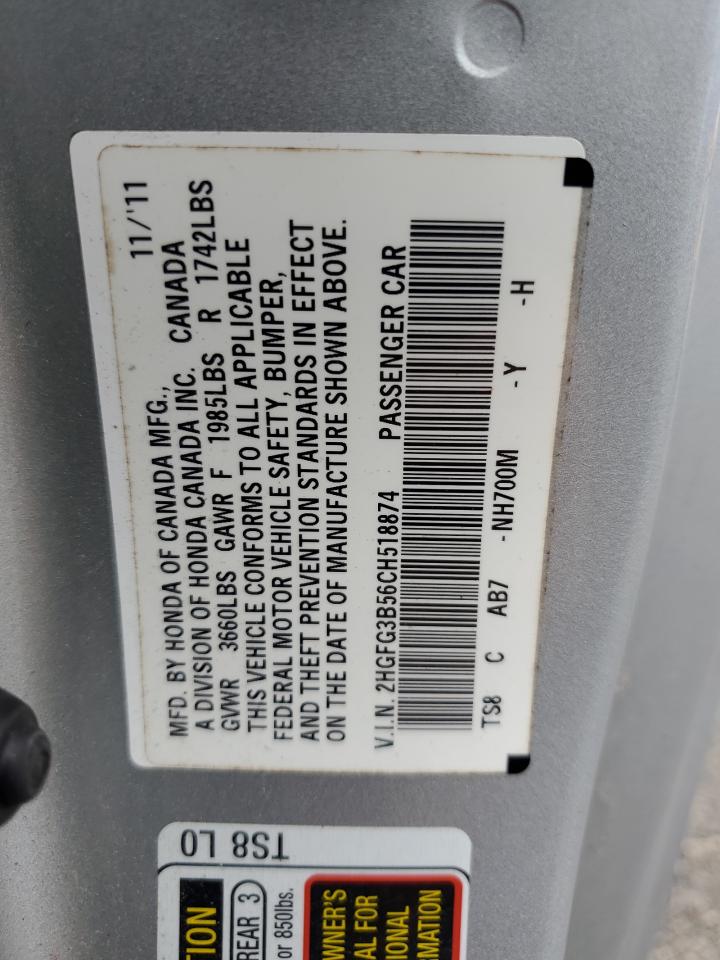 11/'11
MFD. BY HONDA OF CANADA MFG.,
A DIVISION OF HONDA CANADA INC. CANADA
GVWR 3660LBS GAWR F 1985LBS R 1742LBS
THIS VEHICLE CONFORMS TO ALL APPLICABLE
FEDERAL MOTOR VEHICLE SAFETY, BUMPER,
AND THEFT PREVENTION STANDARDS IN EFFECT
ON THE DATE OF MANUFACTURE SHOWN ABOVE.
V.I.N. 2HGFG3B56CH518874 PASSENGER CAR
TS8 C AB7 -NH700M -Y -H
TS8 L0
TION
REAR 3
or 850lbs.
WNER'S
AL FOR
IONAL
RMATION